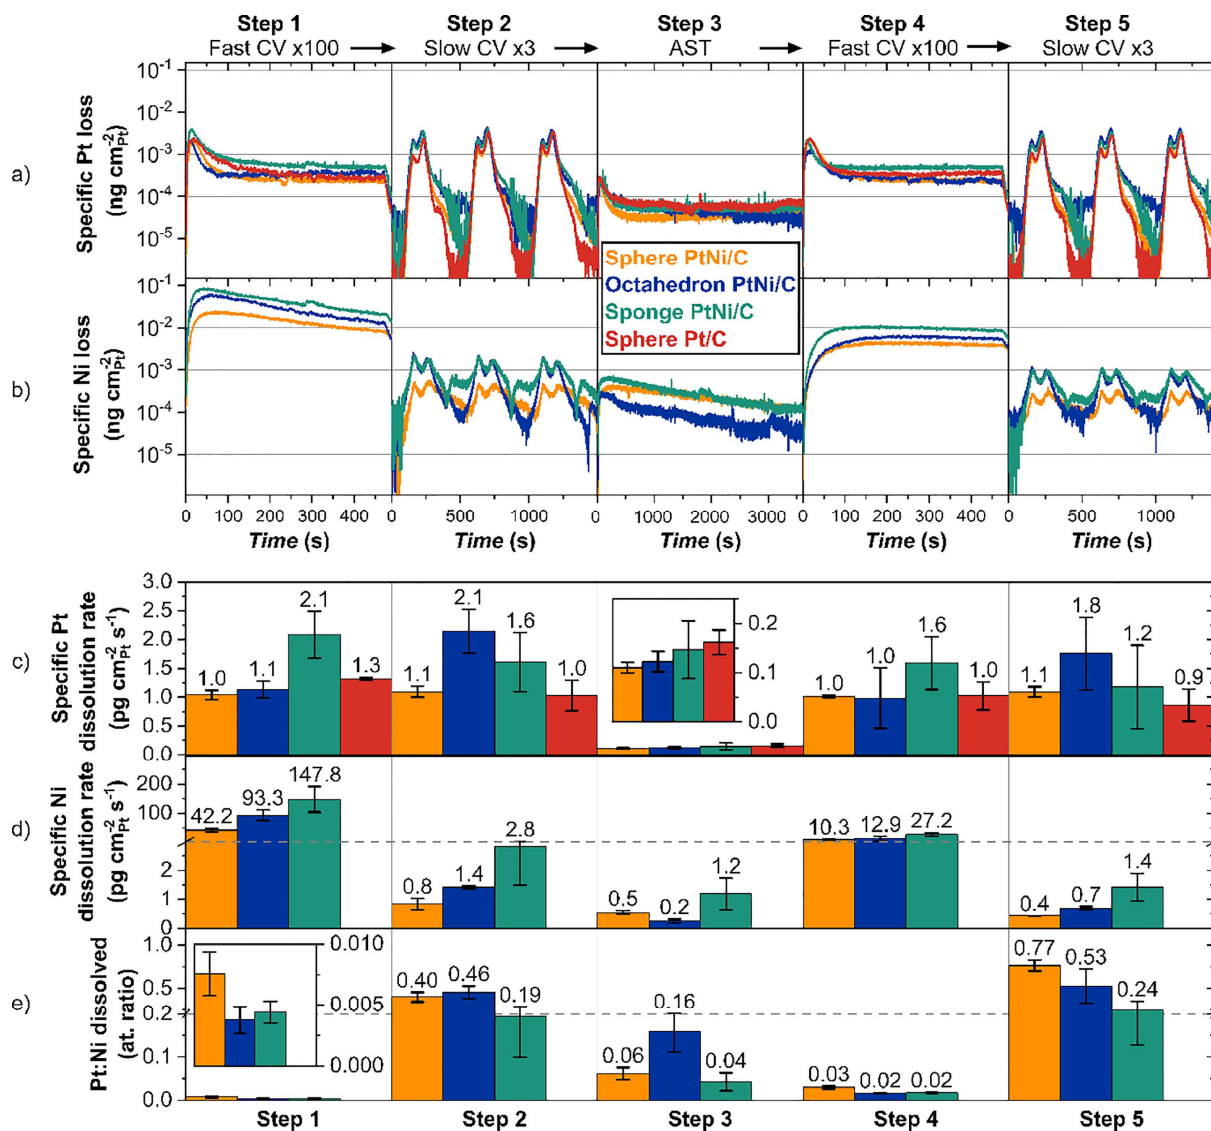 Step 1 Step 2 Step 3 Step 4 Step 5
Fast CV x100 Slow CV x3 AST Fast CV x100 Slow CV x3
a)
Specific Pt loss
(ng cm⁻²Pt)
10⁻¹
10⁻²
10⁻³
10⁻⁴
10⁻⁵
Sphere PtNi/C
Octahedron PtNi/C
Sponge PtNi/C
Sphere Pt/C
b)
Specific Ni loss
(ng cm⁻²Pt)
10⁻¹
10⁻²
10⁻³
10⁻⁴
10⁻⁵
0 100 200 300 400 0 500 1000 0 1000 2000 3000 0 100 200 300 400 0 500 1000
Time (s) Time (s) Time (s) Time (s) Time (s)
c)
Specific Pt
dissolution rate
(pg cm⁻²Pt s⁻¹)
3.0
2.5
2.0
1.5
1.0
0.5
0.0
1.0 1.1 2.1 1.3
1.1 2.1 1.6 1.0
0.2
0.1
0.0
1.0 1.0 1.6 1.0
1.1 1.8 1.2 0.9
d)
Specific Ni
dissolution rate
(pg cm⁻²Pt s⁻¹)
200
100
2
1
0
42.2 93.3 147.8
0.8 1.4 2.8
0.5 0.2 1.2
10.3 12.9 27.2
0.4 0.7 1.4
e)
Pt:Ni dissolved
(at. ratio)
1.0
0.5
0.2
0.1
0.0
0.010
0.005
0.000
0.40 0.46 0.19
0.06 0.16 0.04
0.03 0.02 0.02
0.77 0.53 0.24
Step 1 Step 2 Step 3 Step 4 Step 5